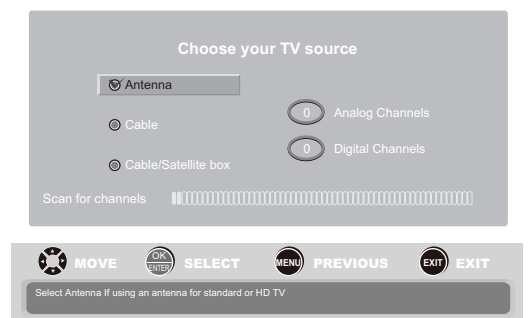 Choose your TV source
Antenna
Cable
Cable/Satellite box
0 Analog Channels
0 Digital Channels
Scan for channels
MOVE OK ENTER SELECT MENU PREVIOUS EXIT EXIT
Select Antenna If using an antenna for standard or HD TV